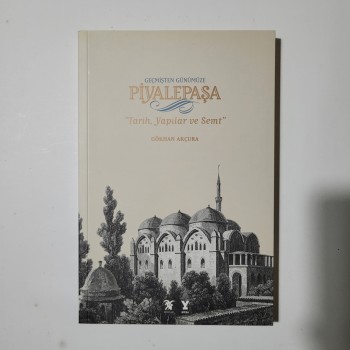 GEÇMİŞTEN GÜNÜMÜZE
PİYALEPAŞA
"Tarih, Yapılar ve Semt"
GÖKHAN AKÇURA